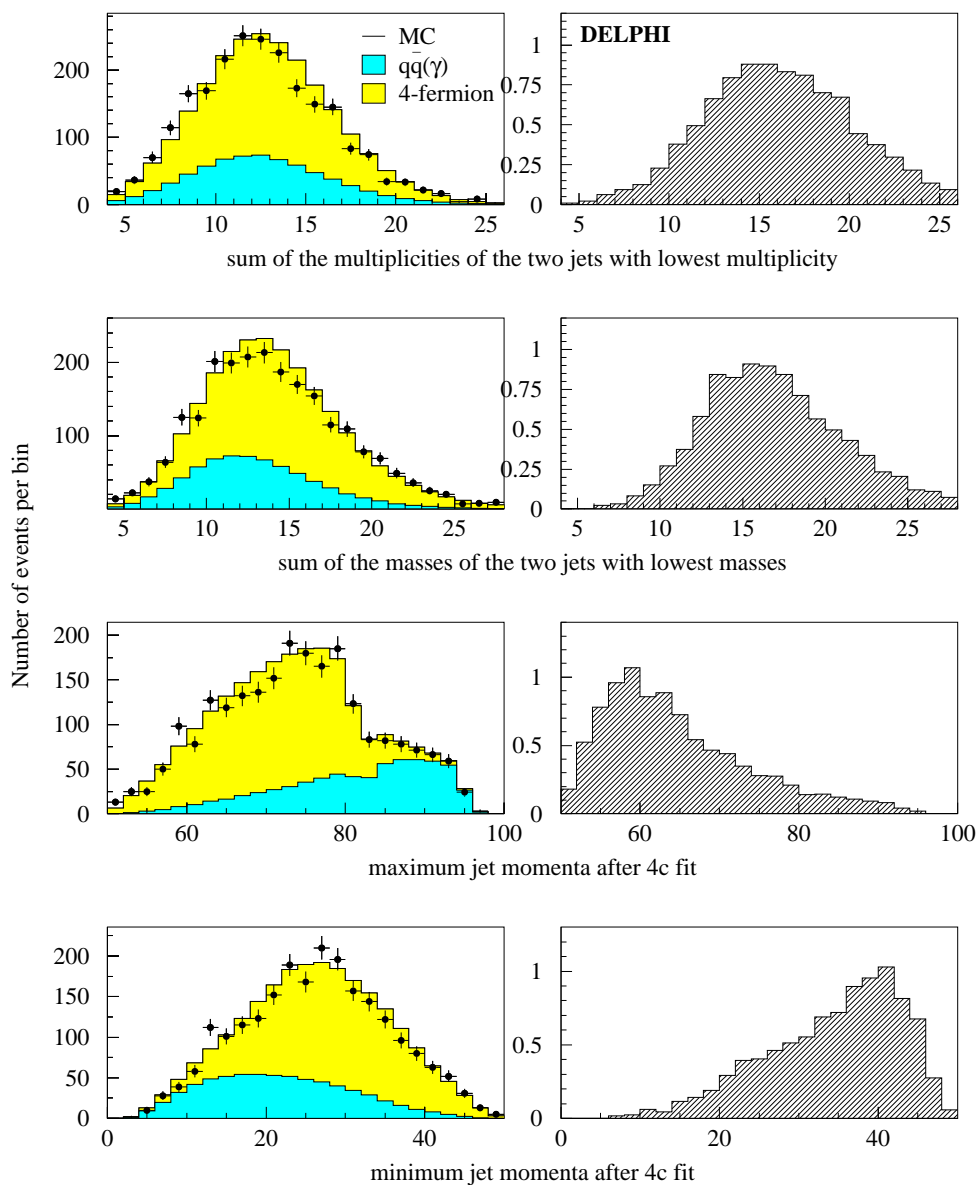 MC
qq̄(γ)
4-fermion
0
100
200
5 10 15 20 25
DELPHI
0
0.25
0.5
0.75
1
5 10 15 20 25
sum of the multiplicities of the two jets with lowest multiplicity
Number of events per bin
100
200
5 10 15 20 25
0
0.25
0.5
0.75
1
5 10 15 20 25
sum of the masses of the two jets with lowest masses
0
50
100
150
200
60 80 100
0
0.5
1
60 80 100
maximum jet momenta after 4c fit
0
50
100
150
200
0 20 40
0
0.5
1
0 20 40
minimum jet momenta after 4c fit